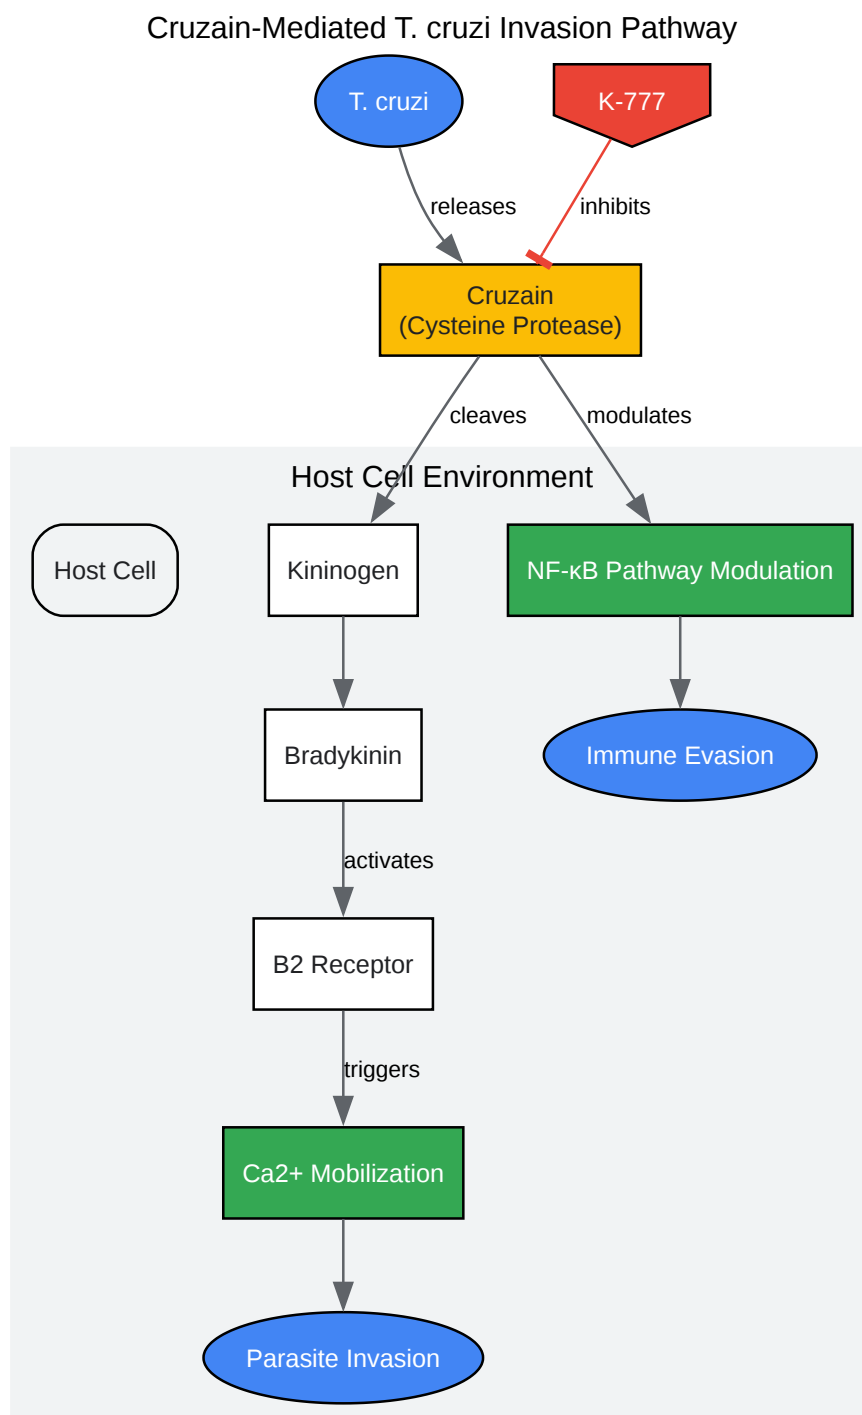 Cruzain-Mediated T. cruzi Invasion Pathway
T. cruzi
K-777
releases
inhibits
Cruzain
(Cysteine Protease)
cleaves
modulates
Host Cell Environment
Host Cell
Kininogen
NF-κB Pathway Modulation
Bradykinin
Immune Evasion
activates
B2 Receptor
triggers
Ca2+ Mobilization
Parasite Invasion